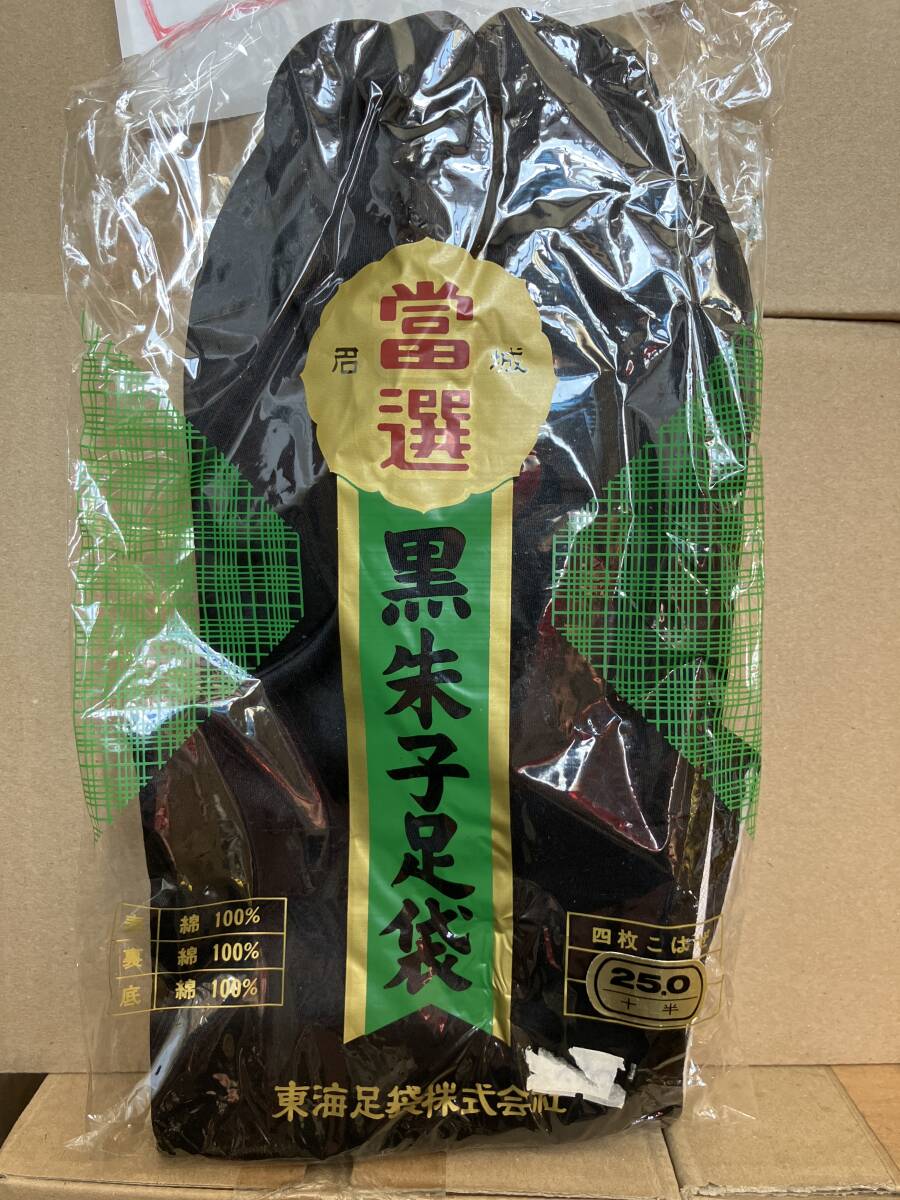 當選
君 城
黒朱子足袋
表 綿 100%
裏 綿 100%
底 綿 100%
四枚こはぜ
25.0
十半
東海足袋株式会社